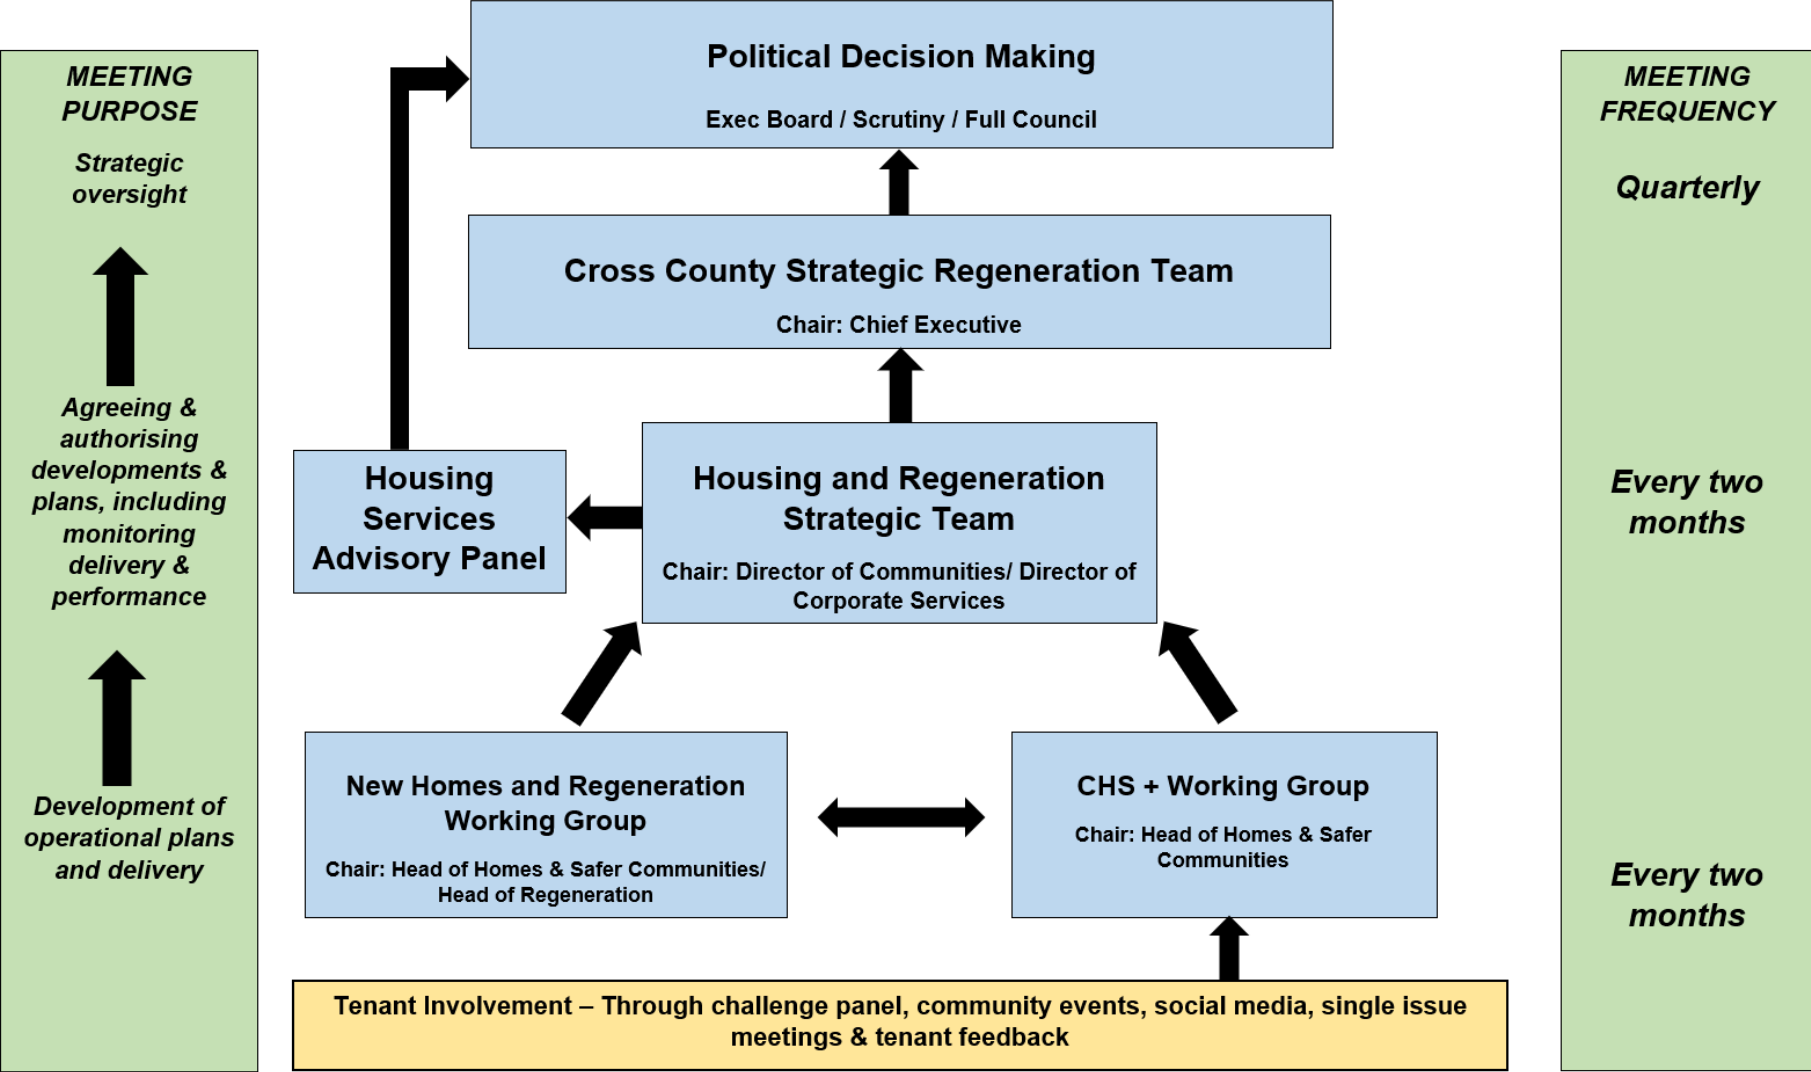 MEETING
PURPOSE
Strategic
oversight
Agreeing &
authorising
developments &
plans, including
monitoring
delivery &
performance
Development of
operational plans
and delivery
Political Decision Making
Exec Board / Scrutiny / Full Council
Cross County Strategic Regeneration Team
Chair: Chief Executive
Housing
Services
Advisory Panel
Housing and Regeneration
Strategic Team
Chair: Director of Communities/ Director of
Corporate Services
New Homes and Regeneration
Working Group
Chair: Head of Homes & Safer Communities/
Head of Regeneration
CHS + Working Group
Chair: Head of Homes & Safer
Communities
Tenant Involvement – Through challenge panel, community events, social media, single issue
meetings & tenant feedback
MEETING
FREQUENCY
Quarterly
Every two
months
Every two
months